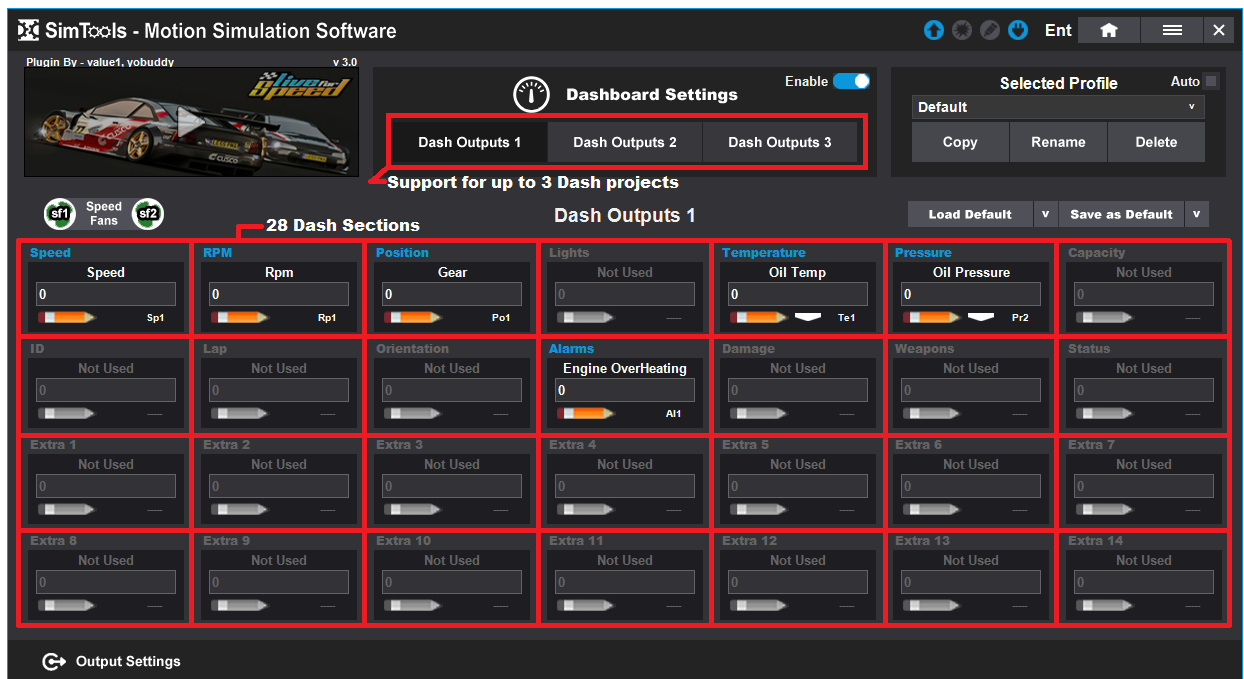 SimTools - Motion Simulation Software
Ent
Plugin By - value1, yobuddy
v 3.0
Live for Speed
Dashboard Settings
Enable
Dash Outputs 1
Dash Outputs 2
Dash Outputs 3
Support for up to 3 Dash projects
Selected Profile
Auto
Default
v
Copy
Rename
Delete
sf1
Speed
Fans
sf2
28 Dash Sections
Dash Outputs 1
Load Default
v
Save as Default
v
Speed
Speed
0
Sp1
RPM
Rpm
0
Rp1
Position
Gear
0
Po1
Lights
Not Used
0
Temperature
Oil Temp
0
Te1
Pressure
Oil Pressure
0
Pr2
Capacity
Not Used
0
ID
Not Used
0
Lap
Not Used
0
Orientation
Not Used
0
Alarms
Engine OverHeating
0
Al1
Damage
Not Used
0
Weapons
Not Used
0
Status
Not Used
0
Extra 1
Not Used
0
Extra 2
Not Used
0
Extra 3
Not Used
0
Extra 4
Not Used
0
Extra 5
Not Used
0
Extra 6
Not Used
0
Extra 7
Not Used
0
Extra 8
Not Used
0
Extra 9
Not Used
0
Extra 10
Not Used
0
Extra 11
Not Used
0
Extra 12
Not Used
0
Extra 13
Not Used
0
Extra 14
Not Used
0
Output Settings